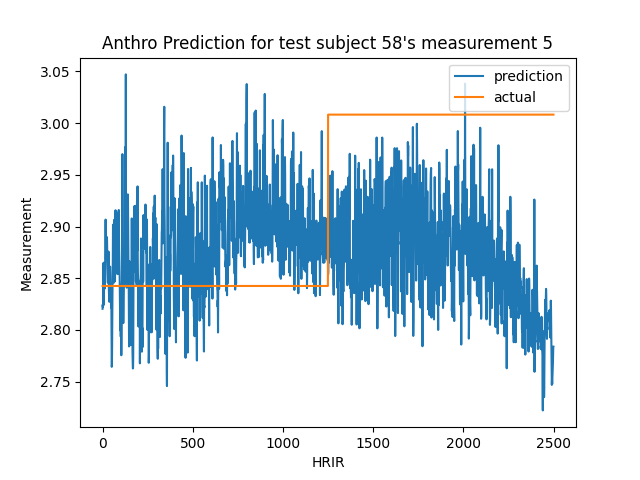 Anthro Prediction for test subject 58's measurement 5
prediction
actual
3.05
3.00
2.95
2.90
2.85
2.80
2.75
Measurement
0
500
1000
1500
2000
2500
HRIR